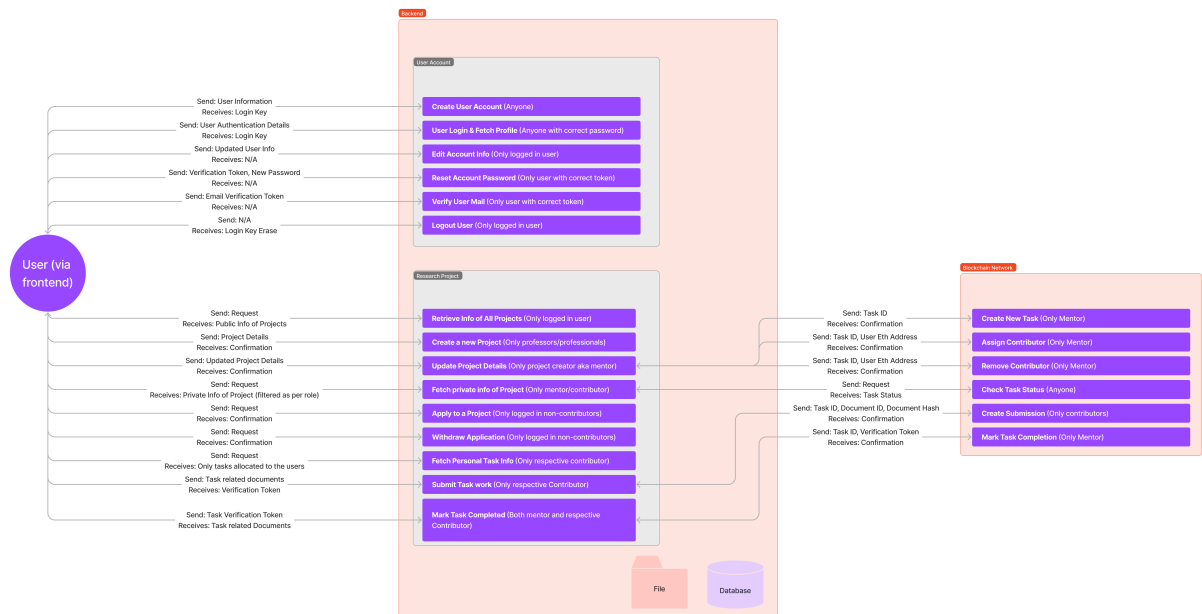 Backend
User Account
Send: User Information
Receives: Login Key
Create User Account (Anyone)
Send: User Authentication Details
Receives: Login Key
User Login & Fetch Profile (Anyone with correct password)
Send: Updated User Info
Receives: N/A
Edit Account Info (Only logged in user)
Send: Verification Token, New Password
Receives: N/A
Reset Account Password (Only user with correct token)
Send: Email Verification Token
Receives: N/A
Verify User Mail (Only user with correct token)
Send: N/A
Receives: Login Key Erase
Logout User (Only logged in user)
User (via
frontend)
Research Project
Blockchain Network
Send: Request
Receives: Public Info of Projects
Retrieve Info of All Projects (Only logged in user)
Send: Task ID
Receives: Confirmation
Create New Task (Only Mentor)
Send: Project Details
Receives: Confirmation
Create a new Project (Only professors/professionals)
Send: Task ID, User Eth Address
Receives: Confirmation
Assign Contributor (Only Mentor)
Send: Updated Project Details
Receives: Confirmation
Update Project Details (Only project creator aka mentor)
Send: Task ID, User Eth Address
Receives: Confirmation
Remove Contributor (Only Mentor)
Send: Request
Receives: Private Info of Project (filtered as per role)
Fetch private info of Project (Only mentor/contributor)
Send: Request
Receives: Task Status
Check Task Status (Anyone)
Send: Request
Receives: Confirmation
Apply to a Project (Only logged in non-contributors)
Send: Task ID, Document ID, Document Hash
Receives: Confirmation
Create Submission (Only contributors)
Send: Request
Receives: Confirmation
Withdraw Application (Only logged in non-contributors)
Send: Task ID, Verification Token
Receives: Confirmation
Mark Task Completion (Only Mentor)
Send: Request
Receives: Only tasks allocated to the users
Fetch Personal Task Info (Only respective contributor)
Send: Task related documents
Receives: Verification Token
Submit Task work (Only respective Contributor)
Send: Task Verification Token
Receives: Task related Documents
Mark Task Completed (Both mentor and respective
Contributor)
File
Database